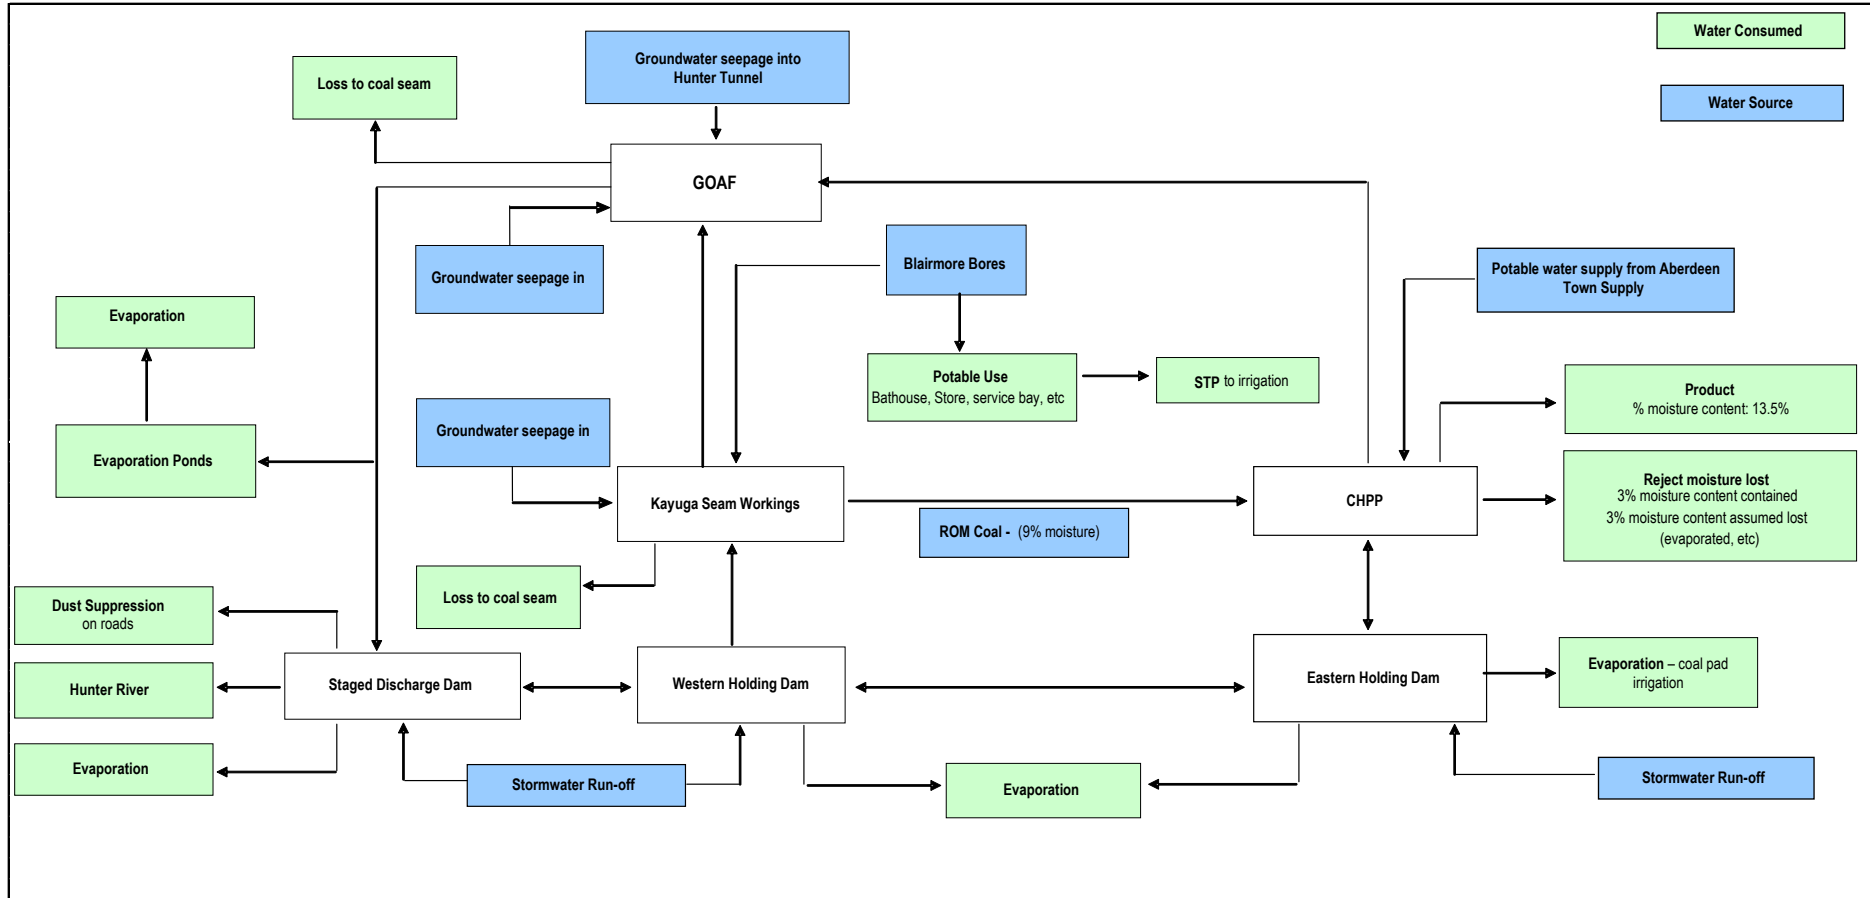 Water Consumed
Groundwater seepage into
Hunter Tunnel
Loss to coal seam
Water Source
GOAF
Groundwater seepage in
Blairmore Bores
Potable water supply from Aberdeen
Town Supply
Evaporation
Potable Use
Bathouse, Store, service bay, etc
STP to irrigation
Product
% moisture content: 13.5%
Groundwater seepage in
Evaporation Ponds
Reject moisture lost
3% moisture content contained
3% moisture content assumed lost
(evaporated, etc)
Kayuga Seam Workings
CHPP
ROM Coal - (9% moisture)
Loss to coal seam
Dust Suppression
on roads
Staged Discharge Dam
Western Holding Dam
Eastern Holding Dam
Evaporation – coal pad
irrigation
Hunter River
Evaporation
Stormwater Run-off
Evaporation
Stormwater Run-off